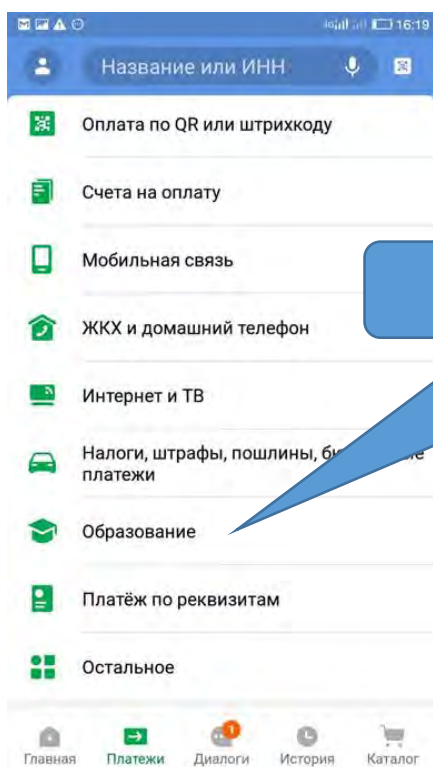 16:19
Название или ИНН
Оплата по QR или штрихкоду
Счета на оплату
Мобильная связь
ЖКХ и домашний телефон
Интернет и ТВ
Налоги, штрафы, пошлины,
платежи
Образование
Платёж по реквизитам
Остальное
1
Главная Платежи Диалоги История Каталог